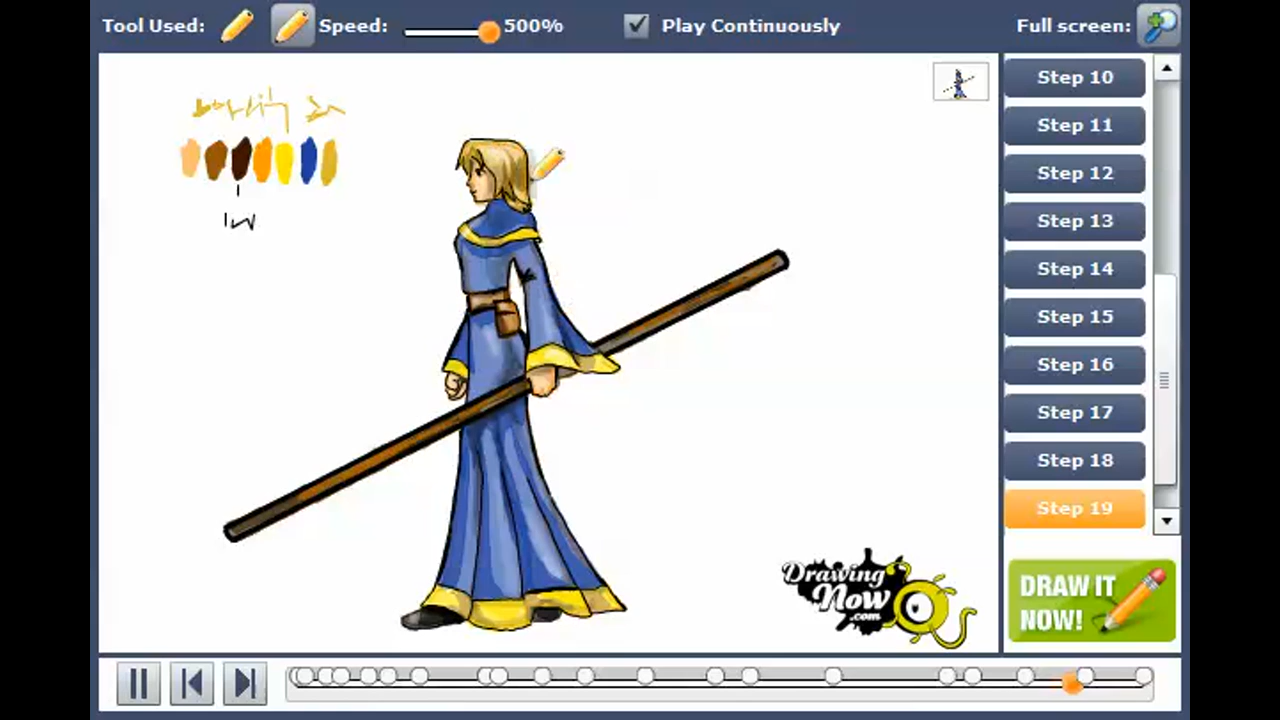 Tool Used: Speed: 500% Play Continuously Full screen:
Step 10
Step 11
Step 12
Step 13
Step 14
Step 15
Step 16
Step 17
Step 18
Step 19
DRAW IT
NOW!
Drawing
Now
.com